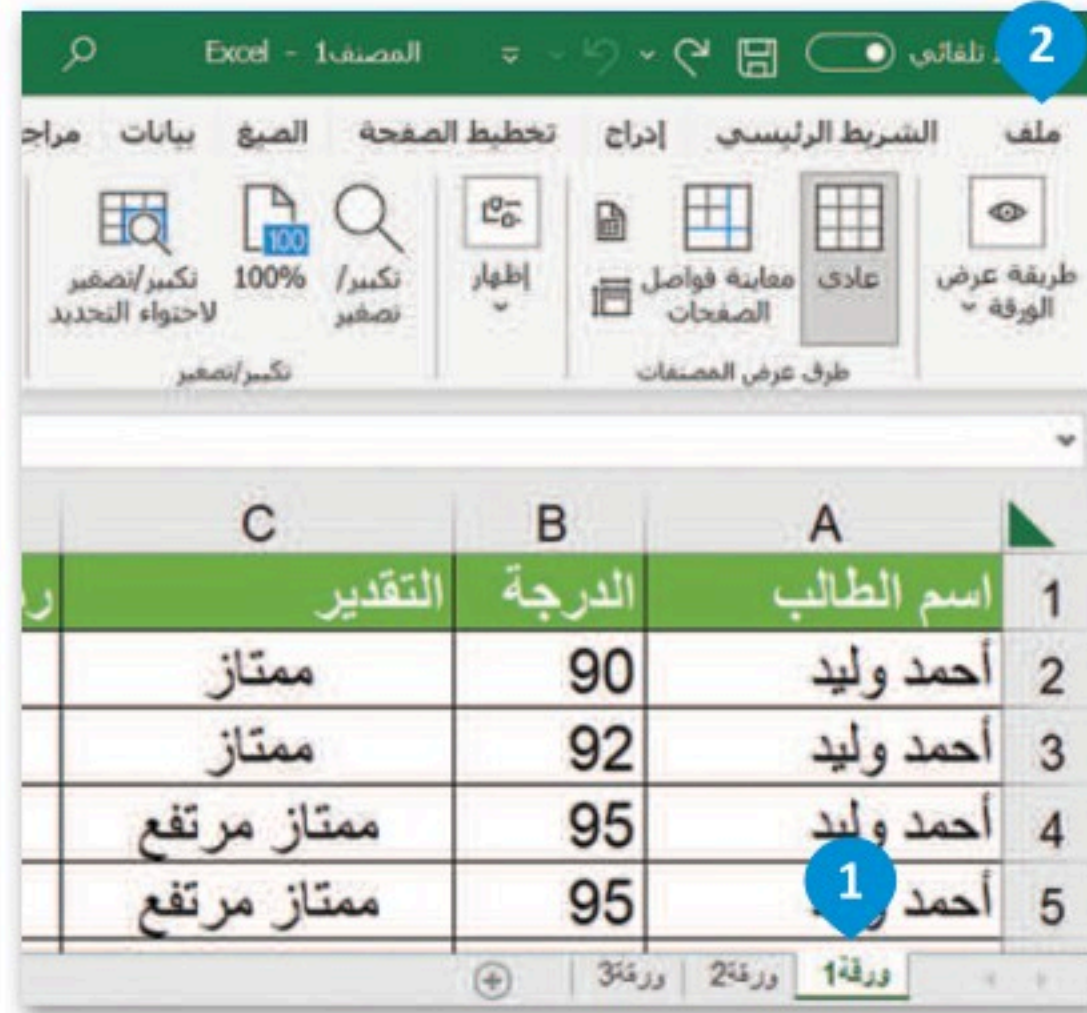 تلقائي المصنف1 - Excel
2
ملف الشريط الرئيسي إدراج تخطيط الصفحة الصيغ بيانات مراجع
طريقة عرض الورقة
عادي
معاينة فواصل الصفحات
إظهار
تكبير/ تصغير
100
100%
تكبير/تصغير لاحتواء التحديد
طرق عرض المصنفات
تكبير/تصغير
A B C
1 اسم الطالب الدرجة التقدير
2 أحمد وليد 90 ممتاز
3 أحمد وليد 92 ممتاز
4 أحمد وليد 95 ممتاز مرتفع
5 أحمد 95 ممتاز مرتفع
1
ورقة1 ورقة2 ورقة3